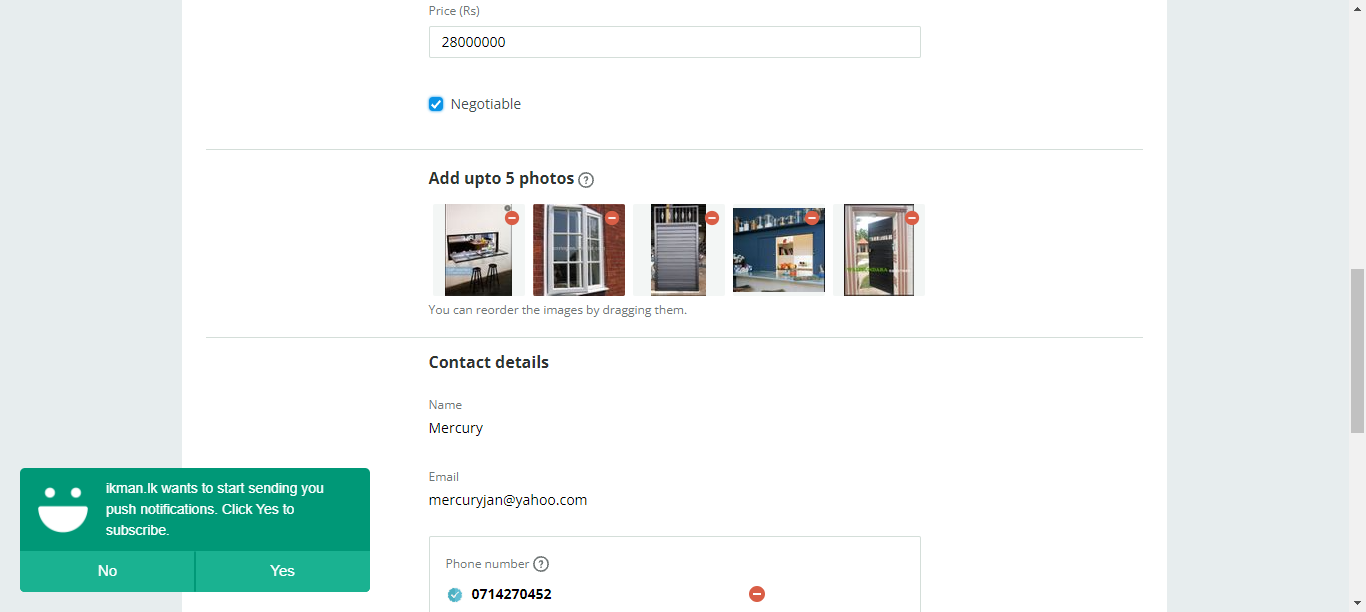 Price (Rs)
28000000
Negotiable
Add upto 5 photos ?
You can reorder the images by dragging them.
Contact details
Name
Mercury
Email
mercuryjan@yahoo.com
Phone number ?
0714270452
ikman.lk wants to start sending you
push notifications. Click Yes to
subscribe.
No
Yes